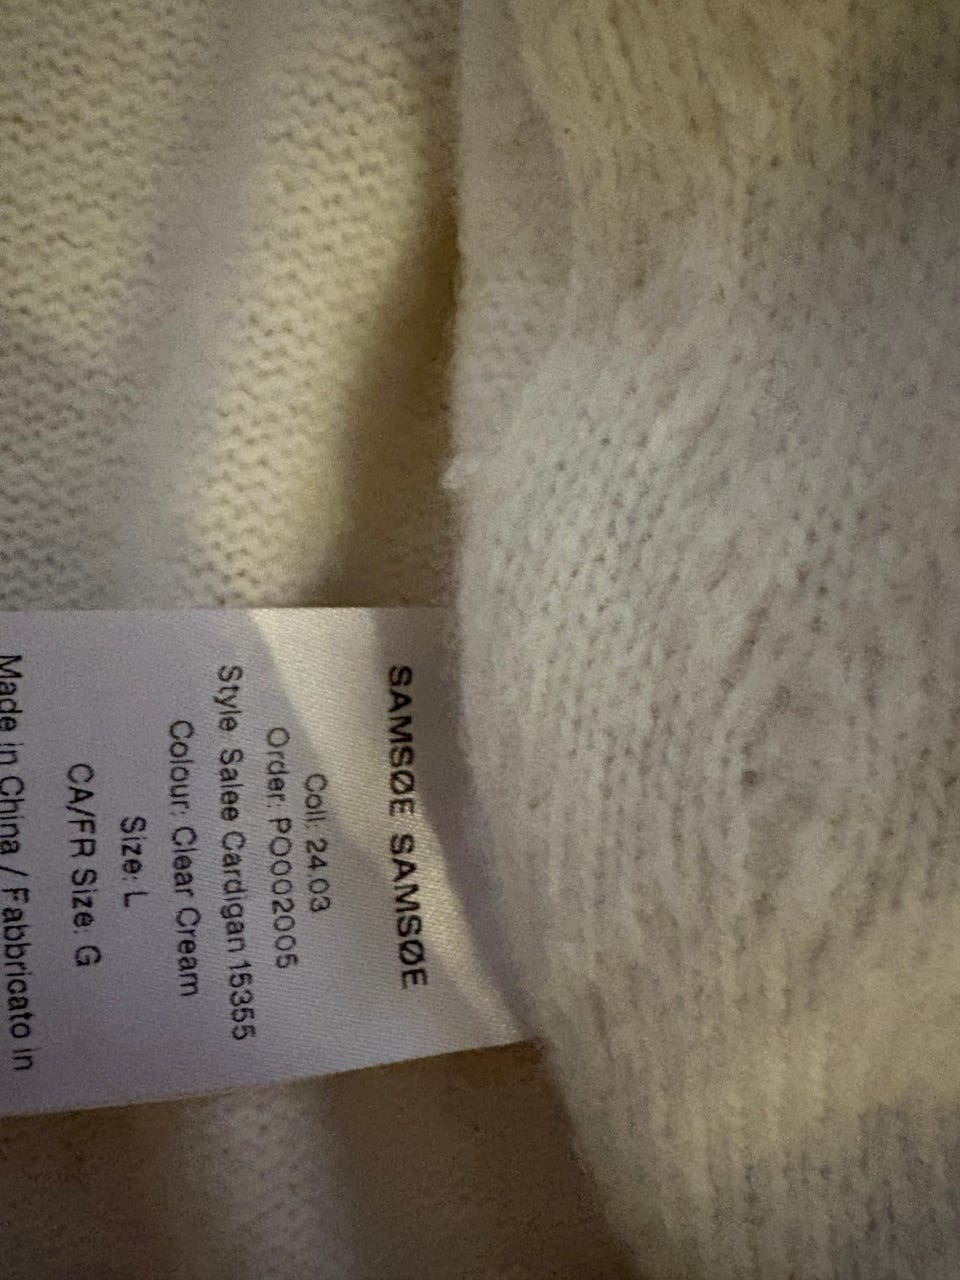 SAMSØE SAMSØE
Coll: 24.03
Order: PO002005
Style Salee Cardigan 15355
Colour: Clear Cream
Size: L
CA/FR Size: G
Made in China / Fabbricato in